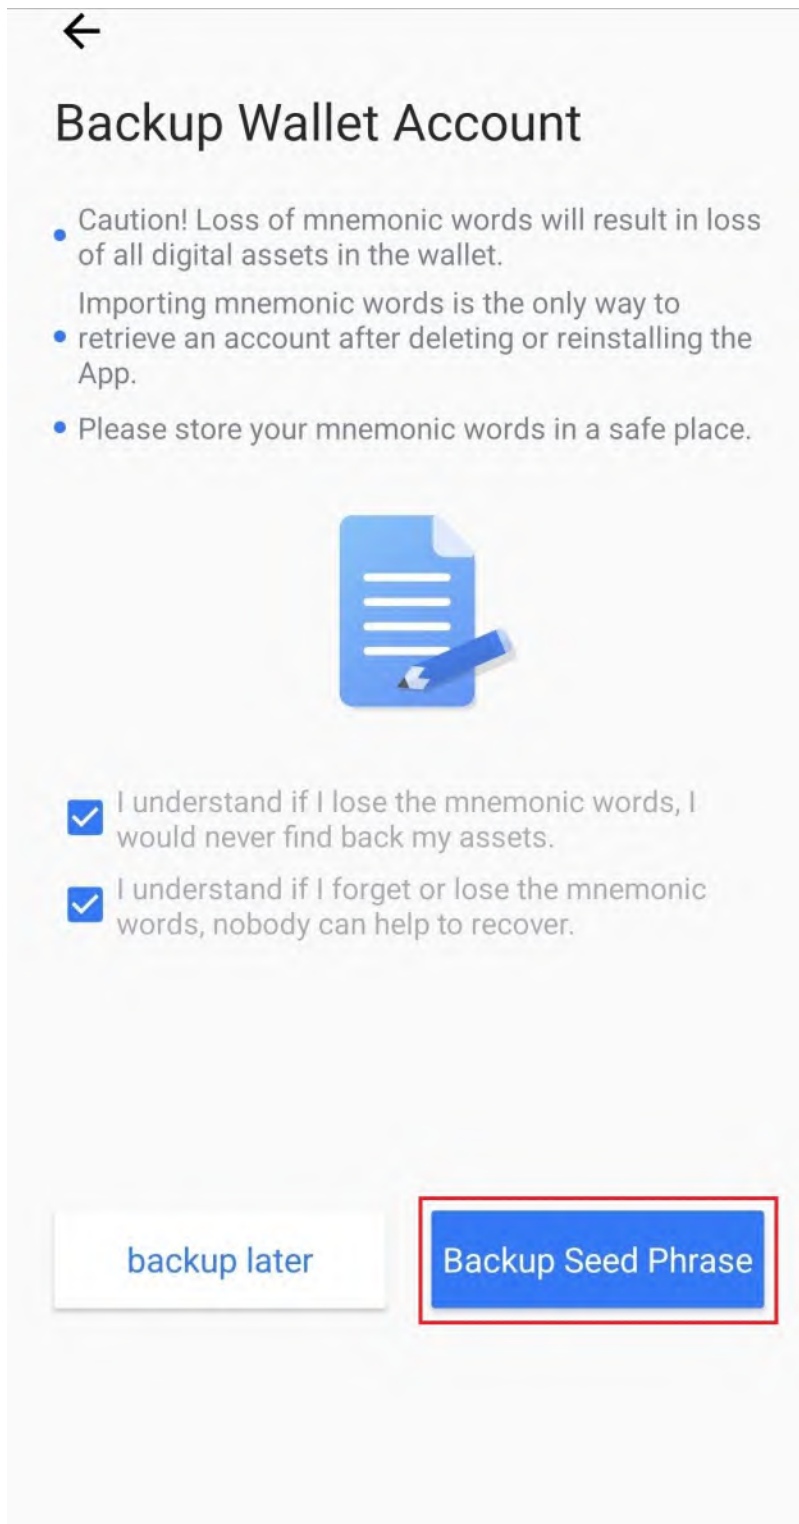 Backup Wallet Account
Caution! Loss of mnemonic words will result in loss
of all digital assets in the wallet.
Importing mnemonic words is the only way to
retrieve an account after deleting or reinstalling the
App.
Please store your mnemonic words in a safe place.
I understand if I lose the mnemonic words, I
would never find back my assets.
I understand if I forget or lose the mnemonic
words, nobody can help to recover.
backup later
Backup Seed Phrase